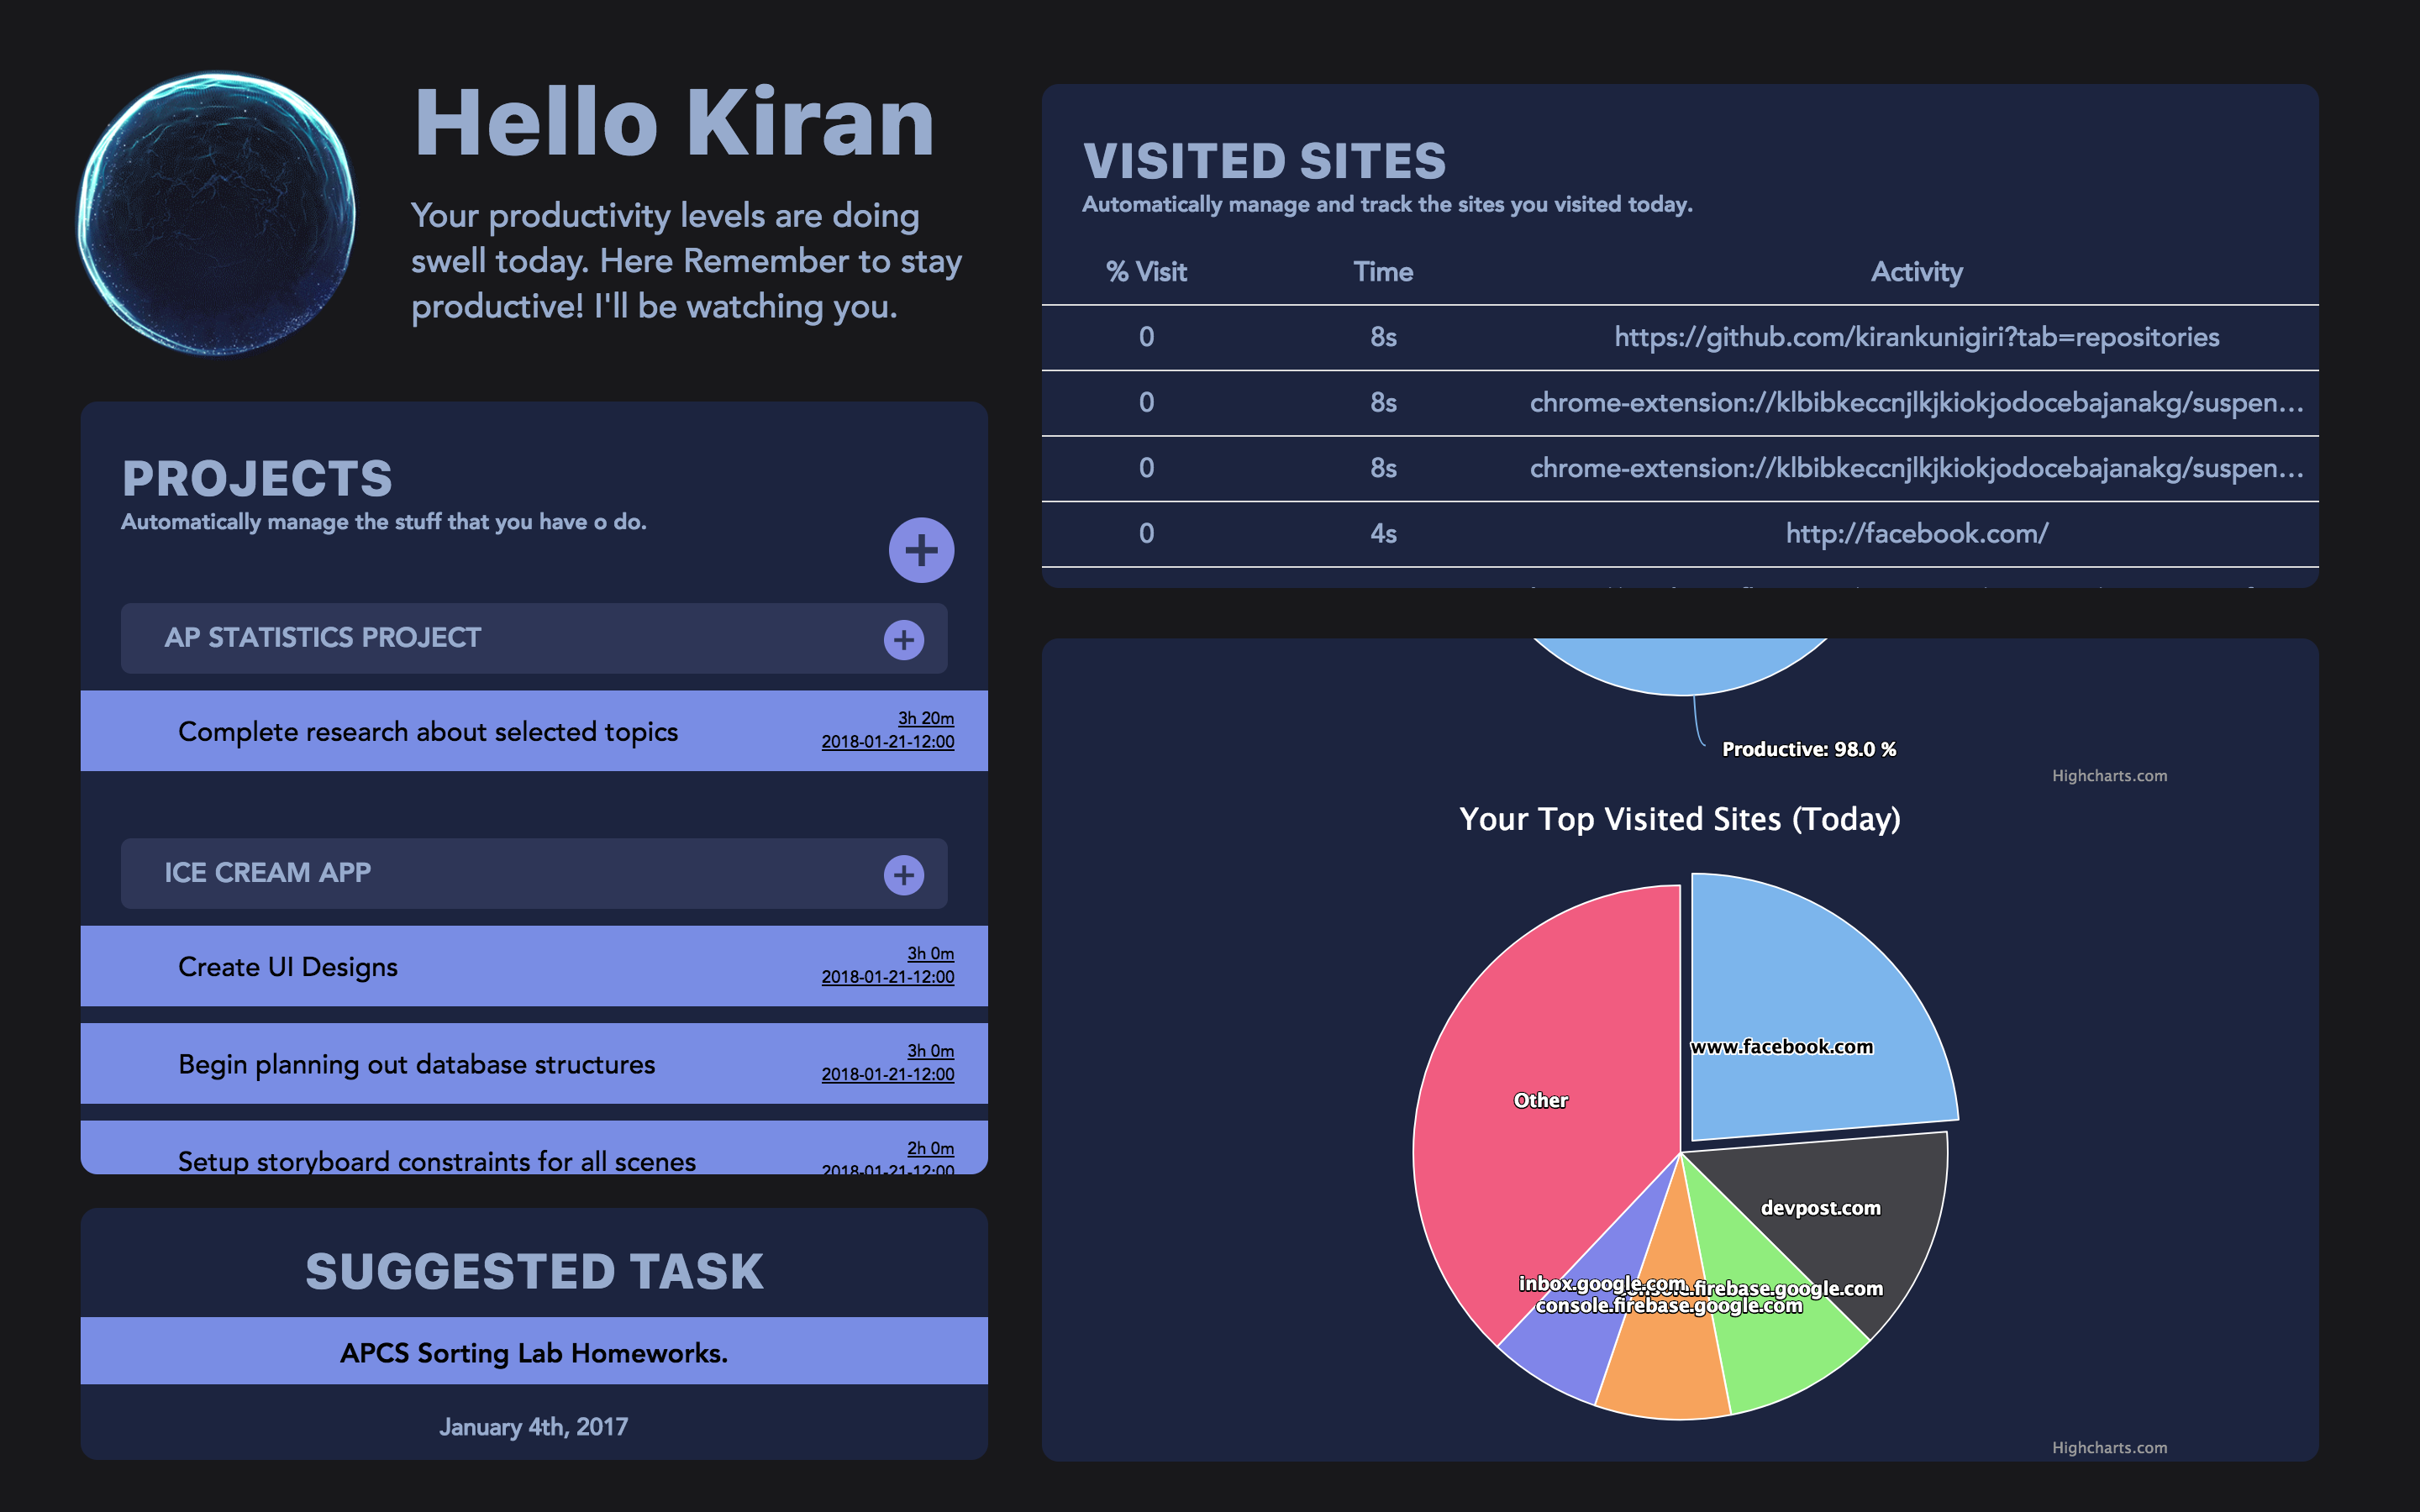 Hello Kiran
Your productivity levels are doing
swell today. Here Remember to stay
productive! I'll be watching you.
PROJECTS
Automatically manage the stuff that you have o do.
AP STATISTICS PROJECT
Complete research about selected topics
3h 20m
2018-01-21-12:00
ICE CREAM APP
Create UI Designs
3h 0m
2018-01-21-12:00
Begin planning out database structures
3h 0m
2018-01-21-12:00
Setup storyboard constraints for all scenes
2h 0m
2018-01-21-12:00
SUGGESTED TASK
APCS Sorting Lab Homeworks.
January 4th, 2017
VISITED SITES
Automatically manage and track the sites you visited today.
% Visit Time Activity
0 8s https://github.com/kirankunigiri?tab=repositories
0 8s chrome-extension://klbibkeccnjlkjkiokjodocebajanakg/suspen...
0 8s chrome-extension://klbibkeccnjlkjkiokjodocebajanakg/suspen...
0 4s http://facebook.com/
Productive: 98.0 %
Highcharts.com
Your Top Visited Sites (Today)
www.facebook.com
Other
devpost.com
inbox.google.com
console.firebase.google.com
console.firebase.google.com
Highcharts.com